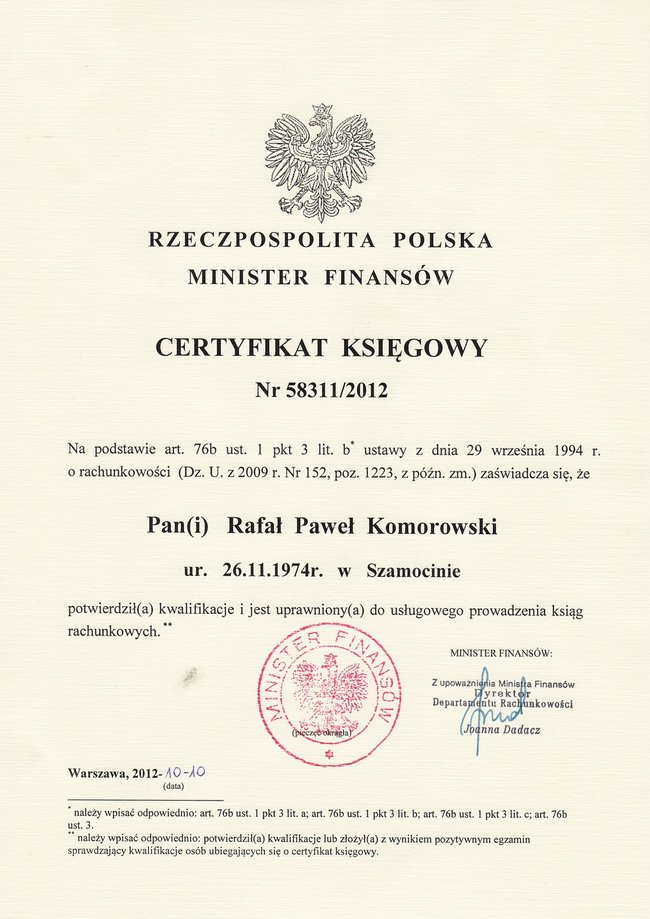 RZECZPOSPOLITA POLSKA
MINISTER FINANSÓW
CERTYFIKAT KSIĘGOWY
Nr 58311/2012
Na podstawie art. 76b ust. 1 pkt 3 lit. b* ustawy z dnia 29 września 1994 r.
o rachunkowości (Dz. U. z 2009 r. Nr 152, poz. 1223, z późn. zm.) zaświadcza się, że
Pan(i) Rafał Paweł Komorowski
ur. 26.11.1974r. w Szamocinie
potwierdził(a) kwalifikacje i jest uprawniony(a) do usługowego prowadzenia ksiąg
rachunkowych.**
MINISTER FINANSÓW
(pieczęć okrągła)
MINISTER FINANSÓW:
Z upoważnienia Ministra Finansów
Dyrektor
Departamentu Rachunkowości
Joanna Dadacz
Warszawa, 2012-10-10
(data)
* należy wpisać odpowiednio: art. 76b ust. 1 pkt 3 lit. a; art. 76b ust. 1 pkt 3 lit. b; art. 76b ust. 1 pkt 3 lit. c; art. 76b
ust. 3.
** należy wpisać odpowiednio: potwierdził(a) kwalifikacje lub złożył(a) z wynikiem pozytywnym egzamin
sprawdzający kwalifikacje osób ubiegających się o certyfikat księgowy.